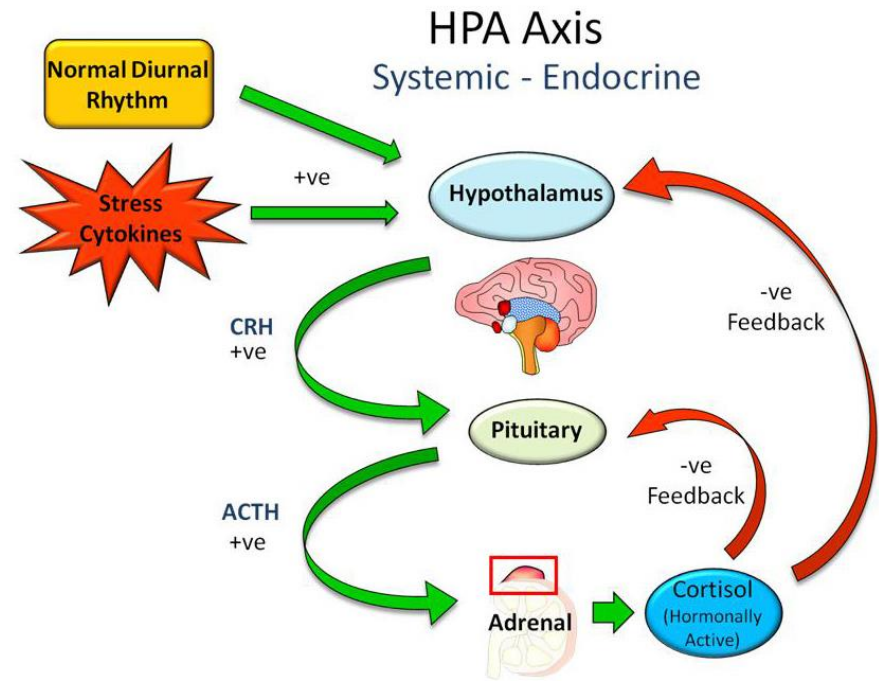 HPA Axis
Systemic - Endocrine
Normal Diurnal
Rhythm
+ve
Stress
Cytokines
Hypothalamus
-ve
Feedback
CRH
+ve
Pituitary
-ve
Feedback
ACTH
+ve
Adrenal
Cortisol
(Hormonally
Active)